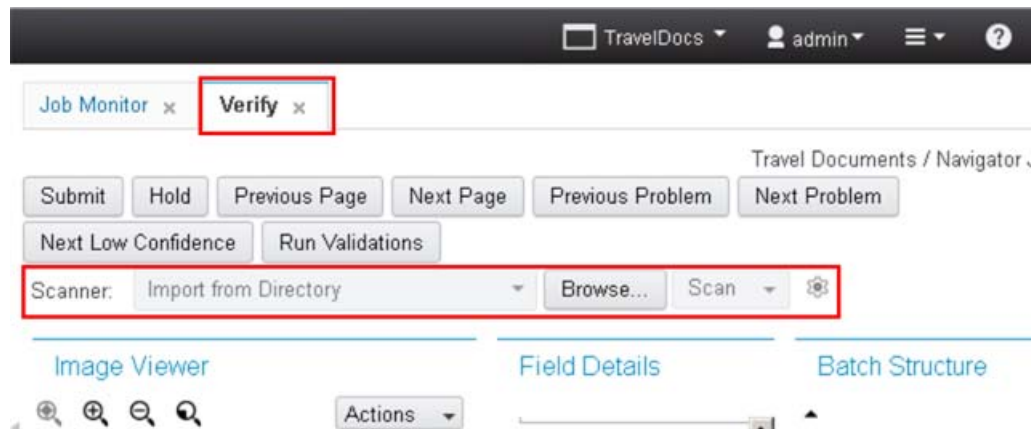 TravelDocs admin ?
Job Monitor x Verify x
Travel Documents / Navigator
Submit Hold Previous Page Next Page Previous Problem Next Problem
Next Low Confidence Run Validations
Scanner: Import from Directory Browse... Scan
Image Viewer Field Details Batch Structure
Actions